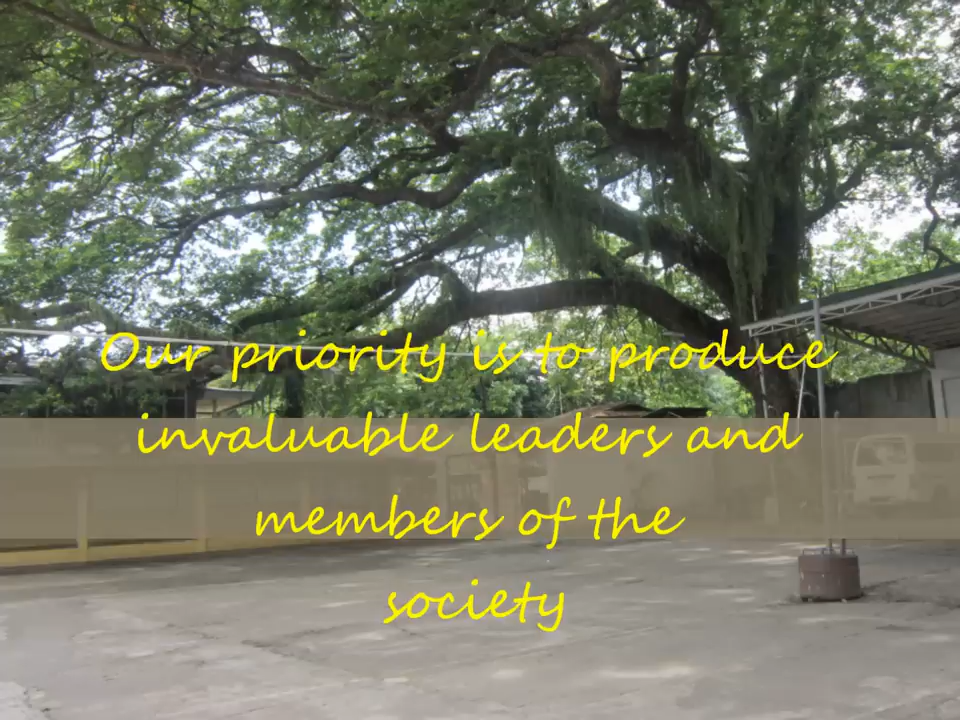 Our priority is to produce
invaluable leaders and
members of the
society